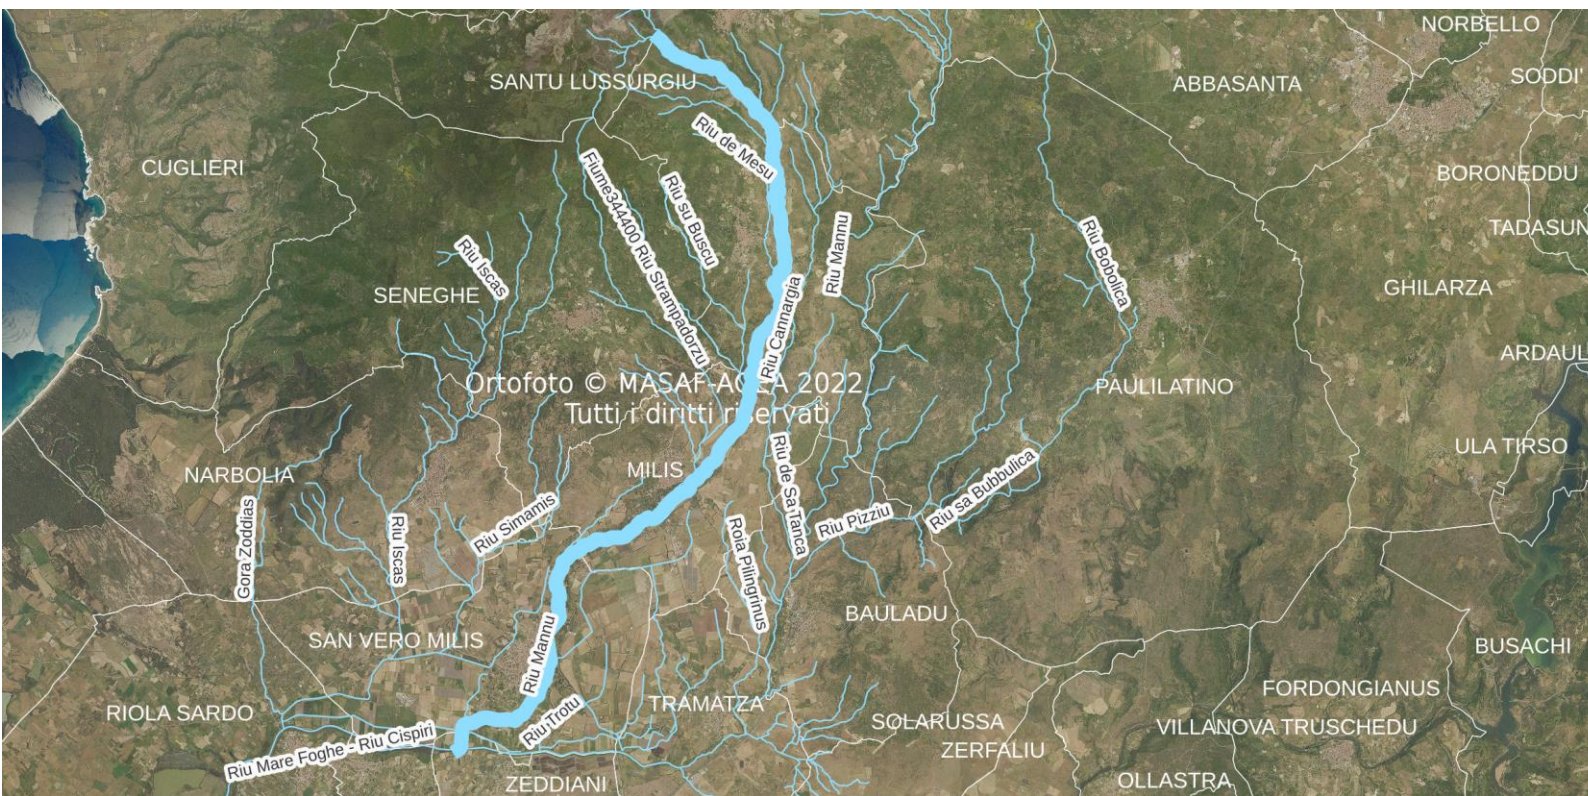 NORBELLO
SODDI'
SANTU LUSSURGIU
ABBASANTA
Riu de Mesu
CUGLIERI
BORONEDDU
Fiume344400 Riu Strampadorzu
Riu su Buscu
TADASUN
Riu Mannu
Riu Iscas
Riu Bobolica
SENEGHE
GHILARZA
Riu Cannargia
ARDAUL
Ortofoto © MASAF-AGEA 2022
Tutti i diritti riservati
PAULILATINO
ULA TIRSO
NARBOLIA
MILIS
Riu de Sa Tanca
Riu sa Bubbulica
Gora Zoddias
Riu Iscas
Riu Simamis
Roia Pilingrinus
Riu Pizziu
BAULADU
SAN VERO MILIS
Riu Mannu
BUSACHI
FORDONGIANUS
RIOLA SARDO
TRAMATZA
Riu Trotu
SOLARUSSA
VILLANOVA TRUSCHEDU
Riu Mare Foghe - Riu Cispiri
ZERFALIU
ZEDDIANI
OLLASTRA